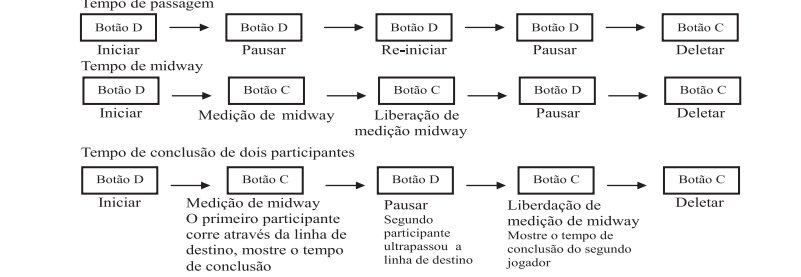 Tempo de passagem
Botão D Botão D Botão D Botão D Botão C
Iniciar Pausar Re-iniciar Pausar Deletar
Tempo de midway
Botão D Botão C Botão C Botão D Botão C
Iniciar Medição de midway Liberação de medição midway Pausar Deletar
Tempo de conclusão de dois participantes
Botão D Botão C Botão D Botão C Botão C
Iniciar
Medição de midway
O primeiro participante
corre através da linha de
destino, mostre o tempo
de conclusão
Pausar
Segundo
participante
ultrapassou a
linha de destino
Liberdação de
medição de midway
Mostre o tempo de
conclusão do segundo
jogador
Deletar